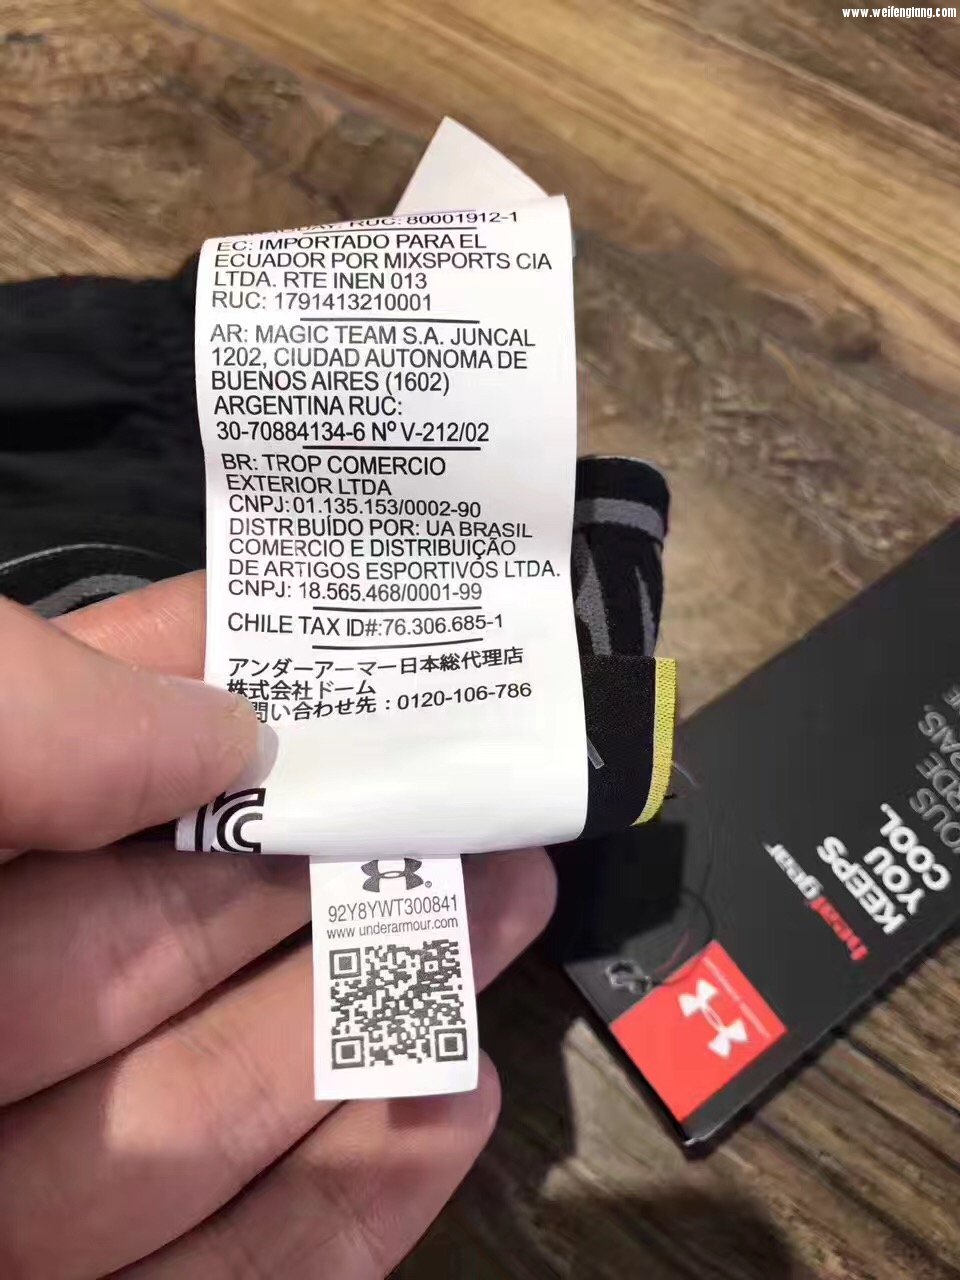 www.weifengtang.com
RUC: 80001912-1
EC: IMPORTADO PARA EL
ECUADOR POR MIXSPORTS CIA
LTDA. RTE INEN 013
RUC: 1791413210001
AR: MAGIC TEAM S.A. JUNCAL
1202, CIUDAD AUTONOMA DE
BUENOS AIRES (1602)
ARGENTINA RUC:
30-70884134-6 Nº V-212/02
BR: TROP COMERCIO
EXTERIOR LTDA
CNPJ: 01.135.153/0002-90
DISTRIBUÍDO POR: UA BRASIL
COMERCIO E DISTRIBUIÇÃO
DE ARTIGOS ESPORTIVOS LTDA.
CNPJ: 18.565.468/0001-99
CHILE TAX ID#:76.306.685-1
アンダーアーマー日本総代理店
株式会社ドーム
問い合わせ先：0120-106-786
92Y8YWT300841
www.underarmour.com
heatgear
KEEPS
YOU
COOL.